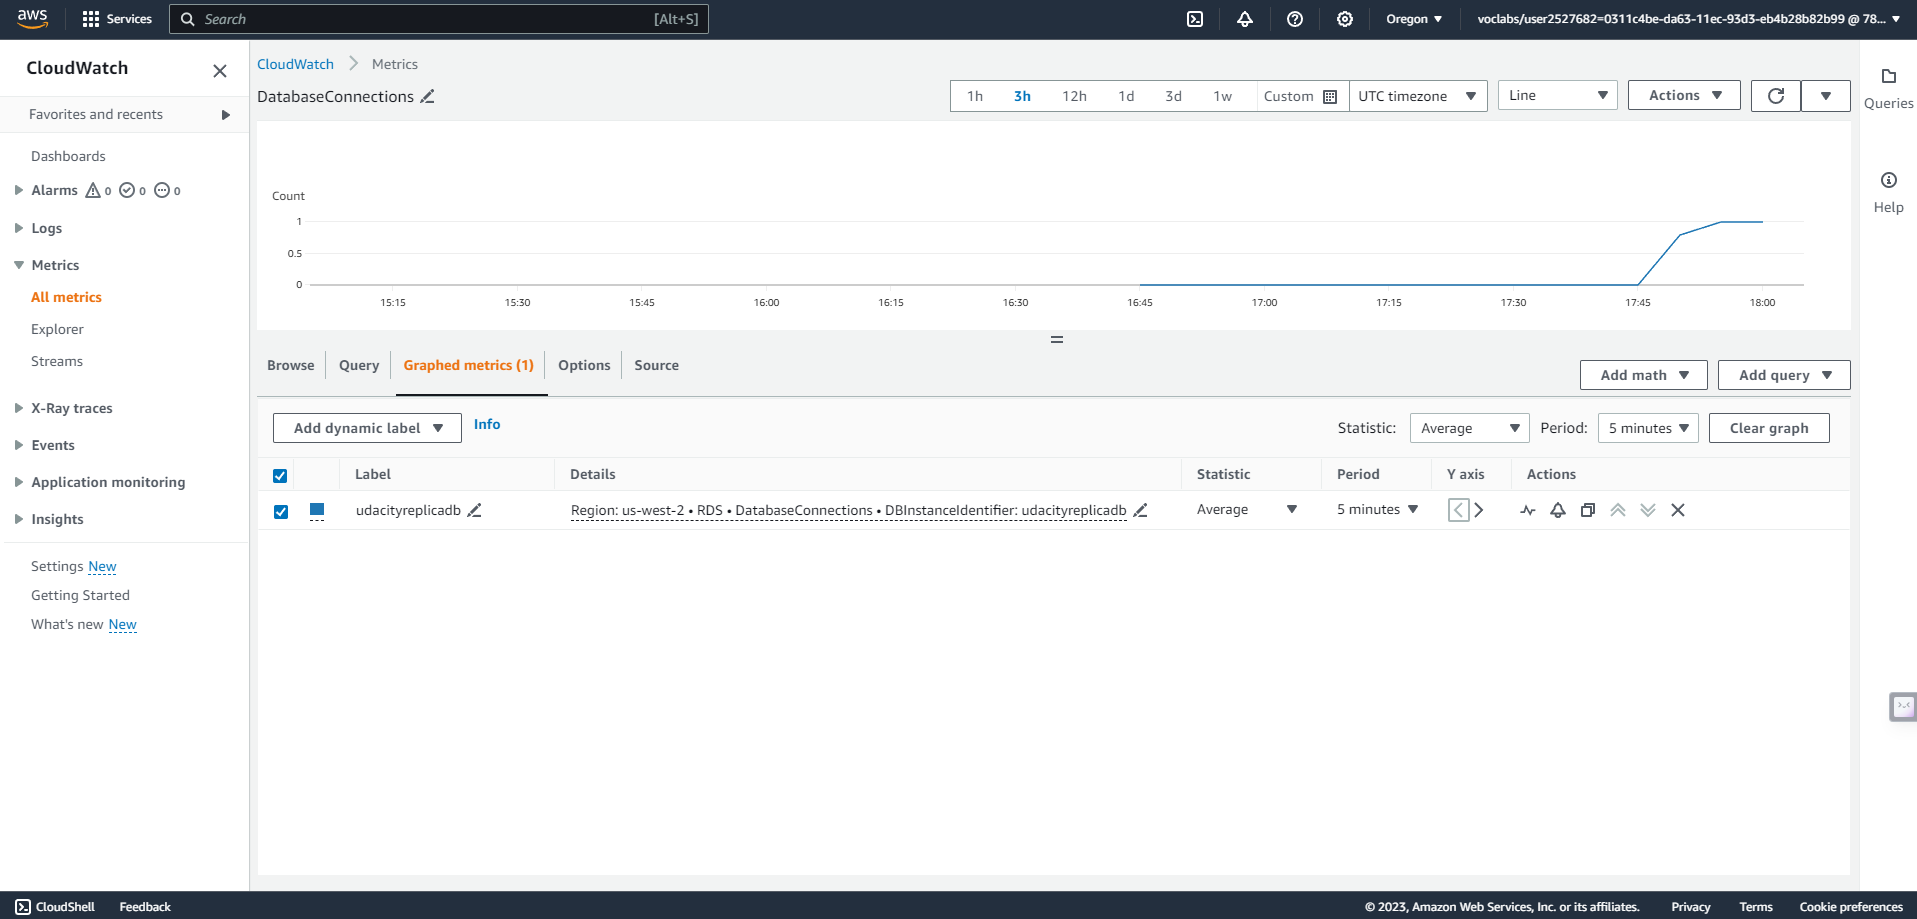 aws
Services
Search
[Alt+S]
Oregon
voclabs/user2527682=0311c4be-da63-11ec-93d3-eb4b28b82b99 @ 78...
CloudWatch
Favorites and recents
Dashboards
Alarms 0 0 0
Logs
Metrics
All metrics
Explorer
Streams
X-Ray traces
Events
Application monitoring
Insights
Settings New
Getting Started
What's new New
CloudWatch Metrics
DatabaseConnections
1h 3h 12h 1d 3d 1w Custom UTC timezone
Line
Actions
Queries
Help
Count
1
0.5
0
15:15 15:30 15:45 16:00 16:15 16:30 16:45 17:00 17:15 17:30 17:45 18:00
Browse Query Graphed metrics (1) Options Source
Add math Add query
Add dynamic label Info
Statistic: Average Period: 5 minutes Clear graph
Label Details Statistic Period Y axis Actions
udacityreplicadb Region: us-west-2 • RDS • DatabaseConnections • DBInstanceIdentifier: udacityreplicadb Average 5 minutes
CloudShell Feedback
© 2023, Amazon Web Services, Inc. or its affiliates. Privacy Terms Cookie preferences